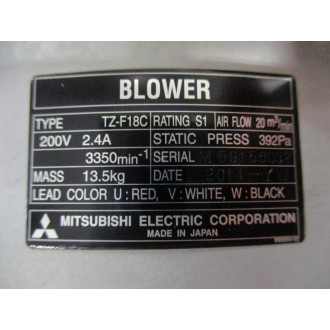 BLOWER
TYPE TZ-F18C RATING S1 AIR FLOW 20 m³/min
200V 2.4A STATIC PRESS 392Pa
3350min⁻¹ SERIAL
MASS 13.5kg DATE 2014
LEAD COLOR U : RED, V : WHITE, W : BLACK
MITSUBISHI ELECTRIC CORPORATION
MADE IN JAPAN